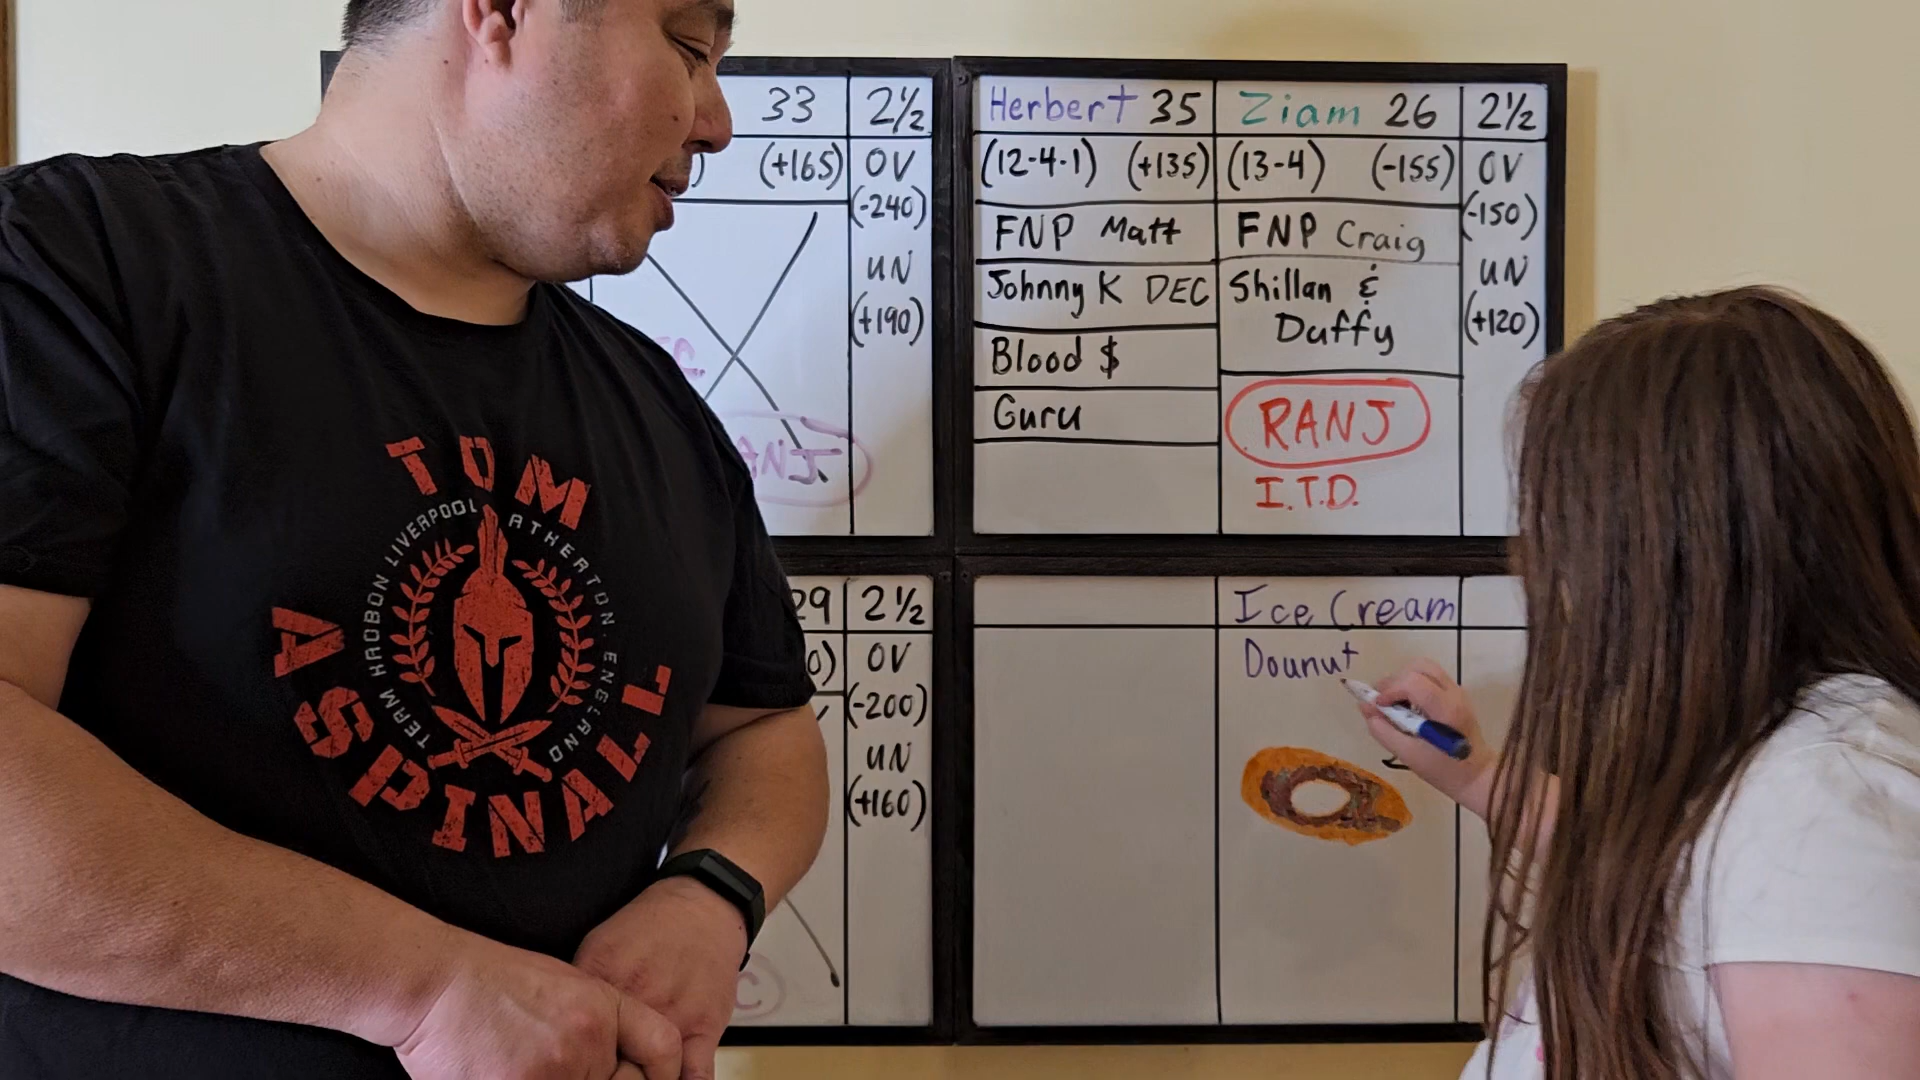 33 2½
(+165) OV
(-240)
UN
(+190)
Herbert 35 Ziam 26 2½
(12-4-1) (+135) (13-4) (-155) OV
(-150)
UN
(+120)
FNP Matt
Johnny K DEC
Blood $
Guru
FNP Craig
Shillan &
Duffy
RANJ
I.T.D.
29 2½
OV
(-200)
UN
(+160)
Ice Cream
Dounut
TOM
ASPINALL
TEAM KAOBON LIVERPOOL ATHERTON. ENGLAND